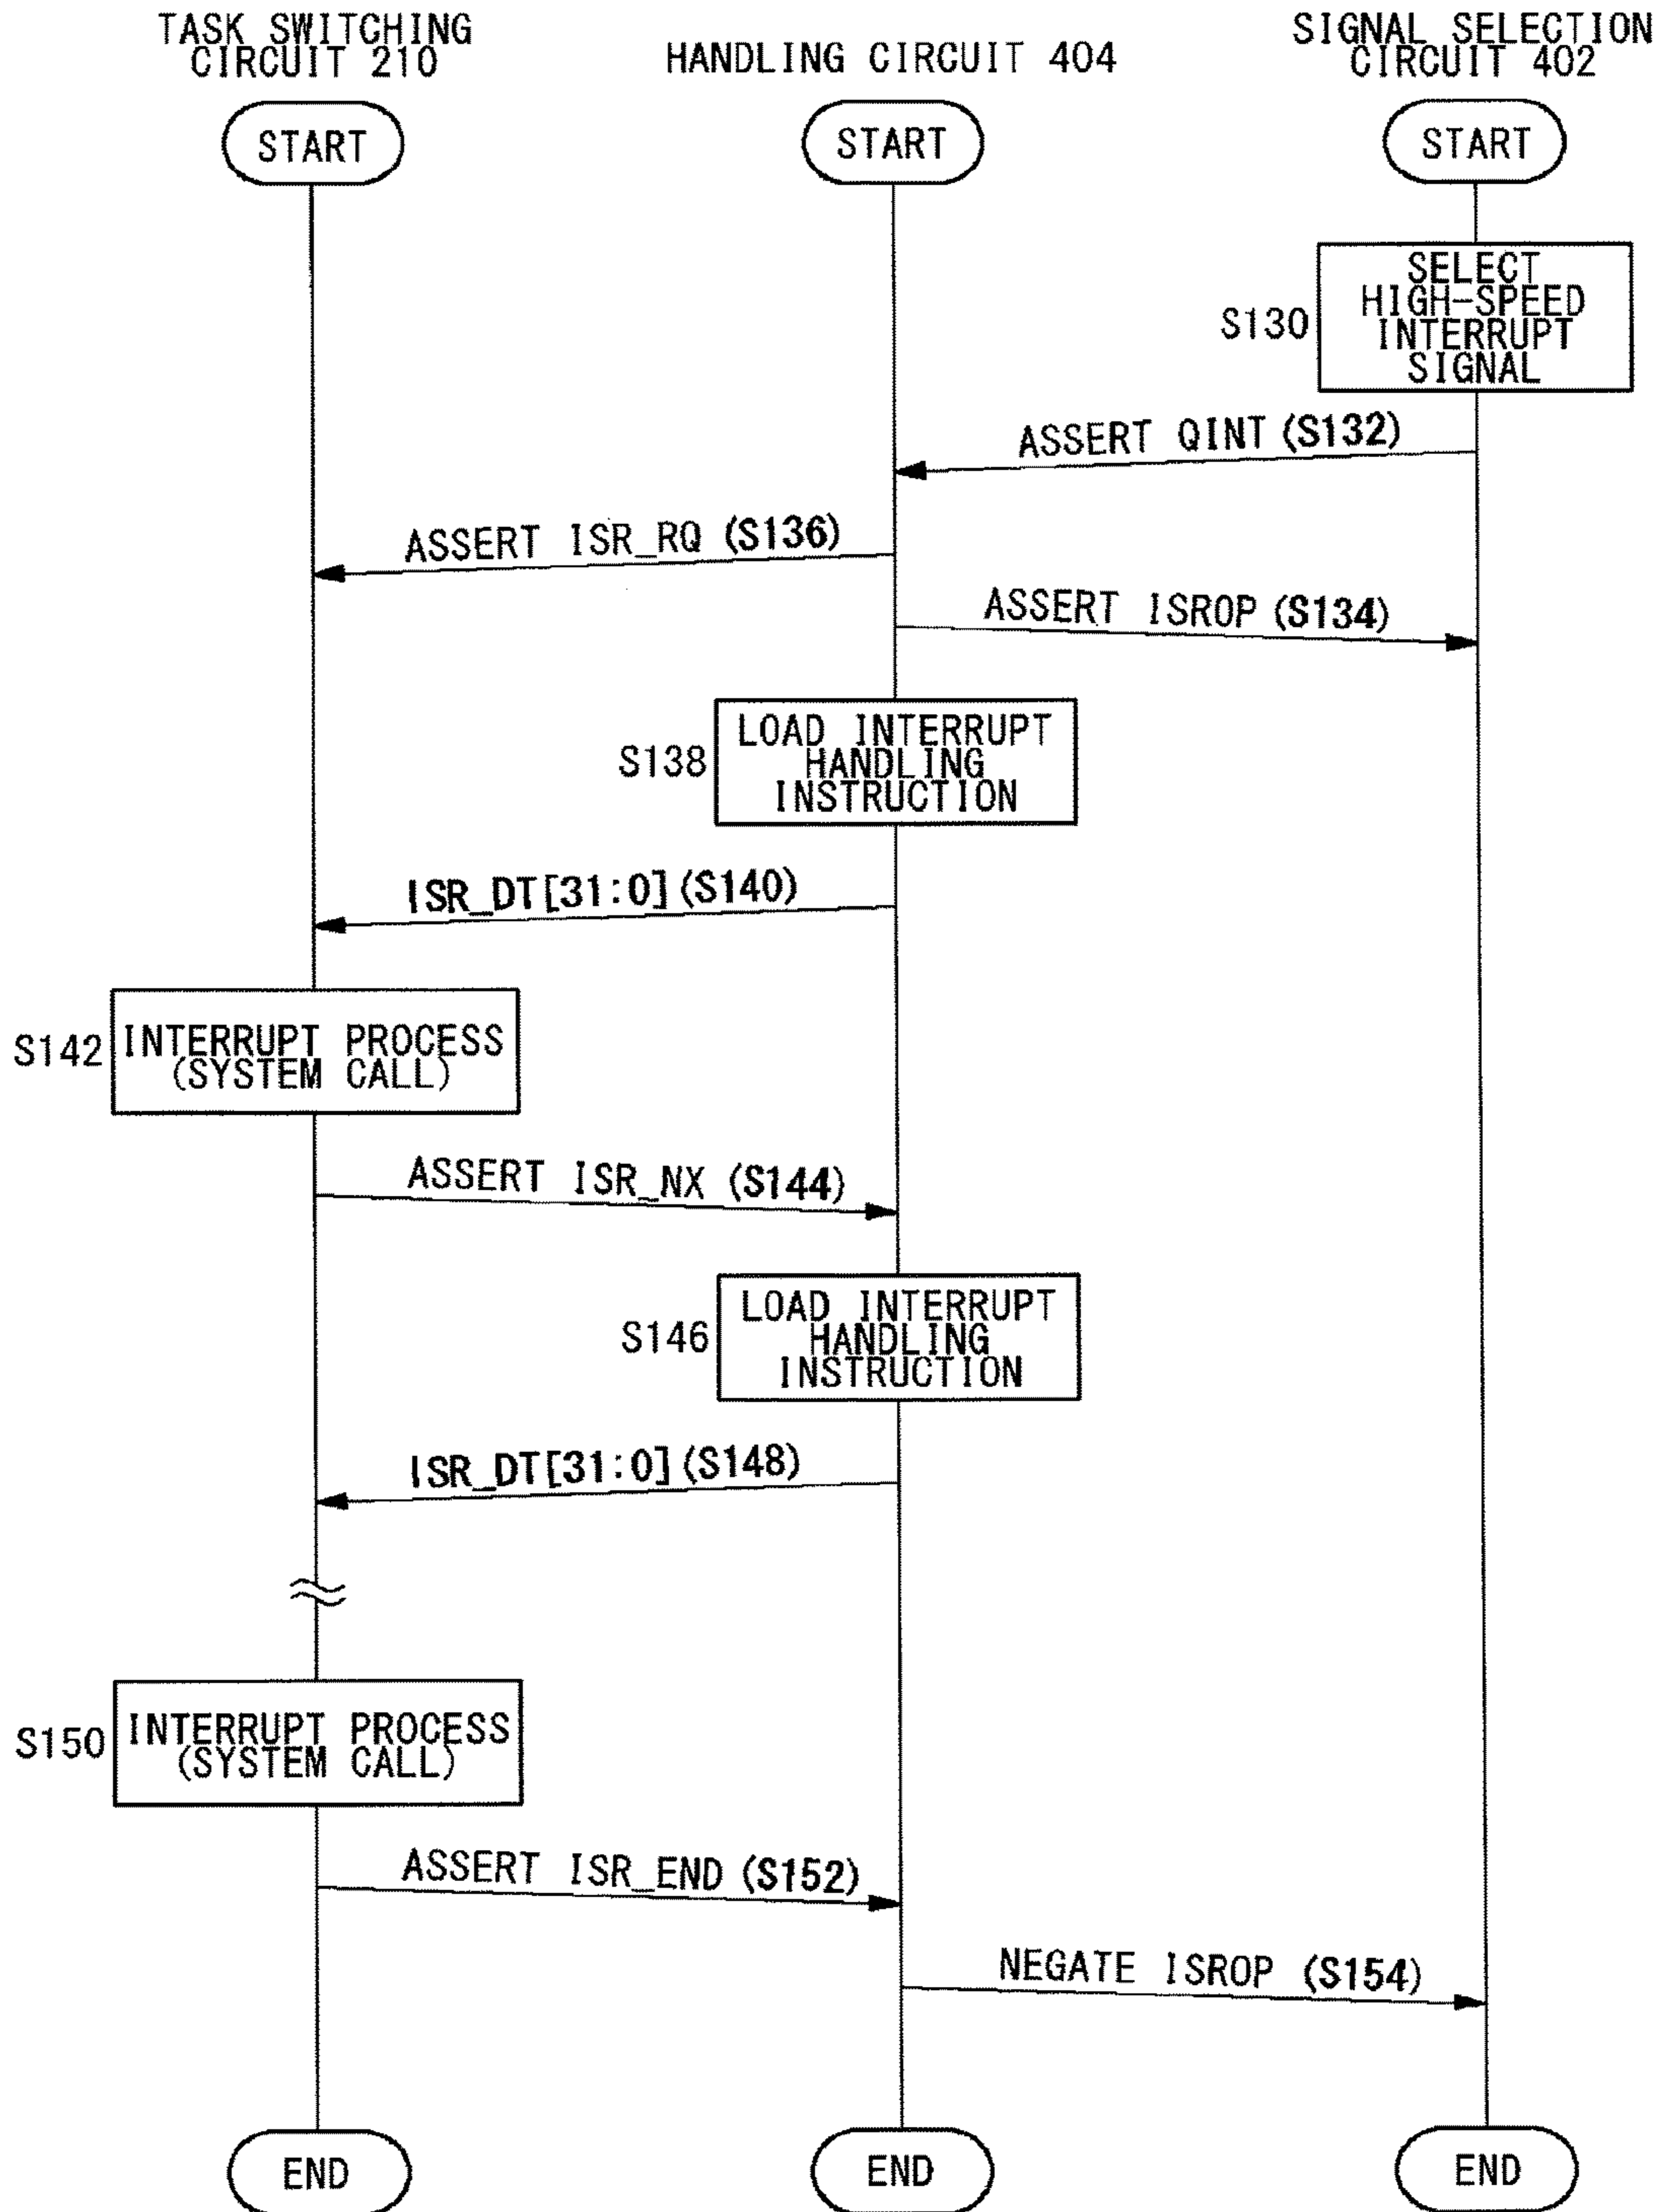 TASK SWITCHING
CIRCUIT 210
HANDLING CIRCUIT 404
SIGNAL SELECTION
CIRCUIT 402
START
START
START
S130
SELECT
HIGH-SPEED
INTERRUPT
SIGNAL
ASSERT QINT (S132)
ASSERT ISR_RQ (S136)
ASSERT ISROP (S134)
S138
LOAD INTERRUPT
HANDLING
INSTRUCTION
ISR_DT[31:0] (S140)
S142
INTERRUPT PROCESS
(SYSTEM CALL)
ASSERT ISR_NX (S144)
S146
LOAD INTERRUPT
HANDLING
INSTRUCTION
ISR_DT[31:0] (S148)
S150
INTERRUPT PROCESS
(SYSTEM CALL)
ASSERT ISR_END (S152)
NEGATE ISROP (S154)
END
END
END